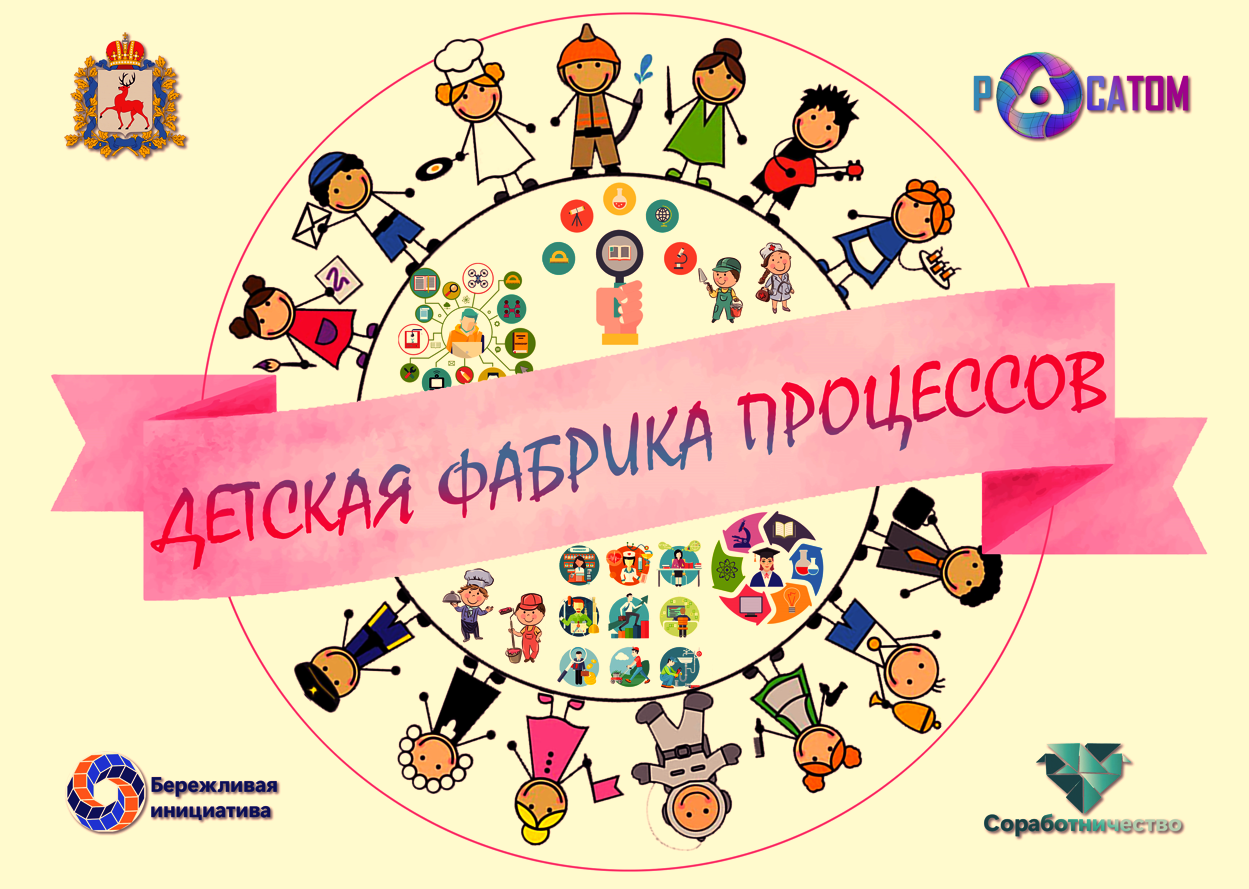 РОСАТОМ
ДЕТСКАЯ ФАБРИКА ПРОЦЕССОВ
Бережливая
инициатива
Соработничество